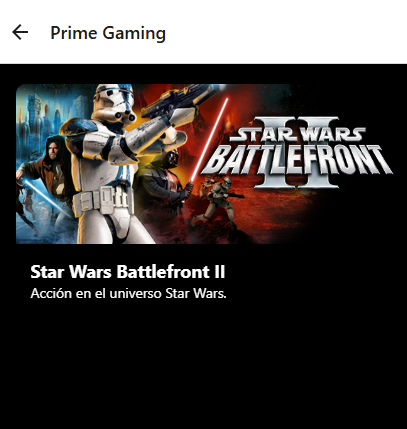 Prime Gaming
STAR WARS
BATTLEFRONT
II
Star Wars Battlefront II
Acción en el universo Star Wars.